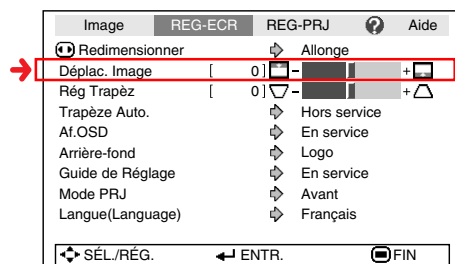 Image REG-ECR REG-PRJ ? Aide
Redimensionner Allonge
Déplac. Image [ 0 ] - +
Rég Trapèz [ 0 ] - +
Trapèze Auto. Hors service
Af.OSD En service
Arrière-fond Logo
Guide de Réglage En service
Mode PRJ Avant
Langue(Language) Français
SÉL./RÉG. ENTR. FIN